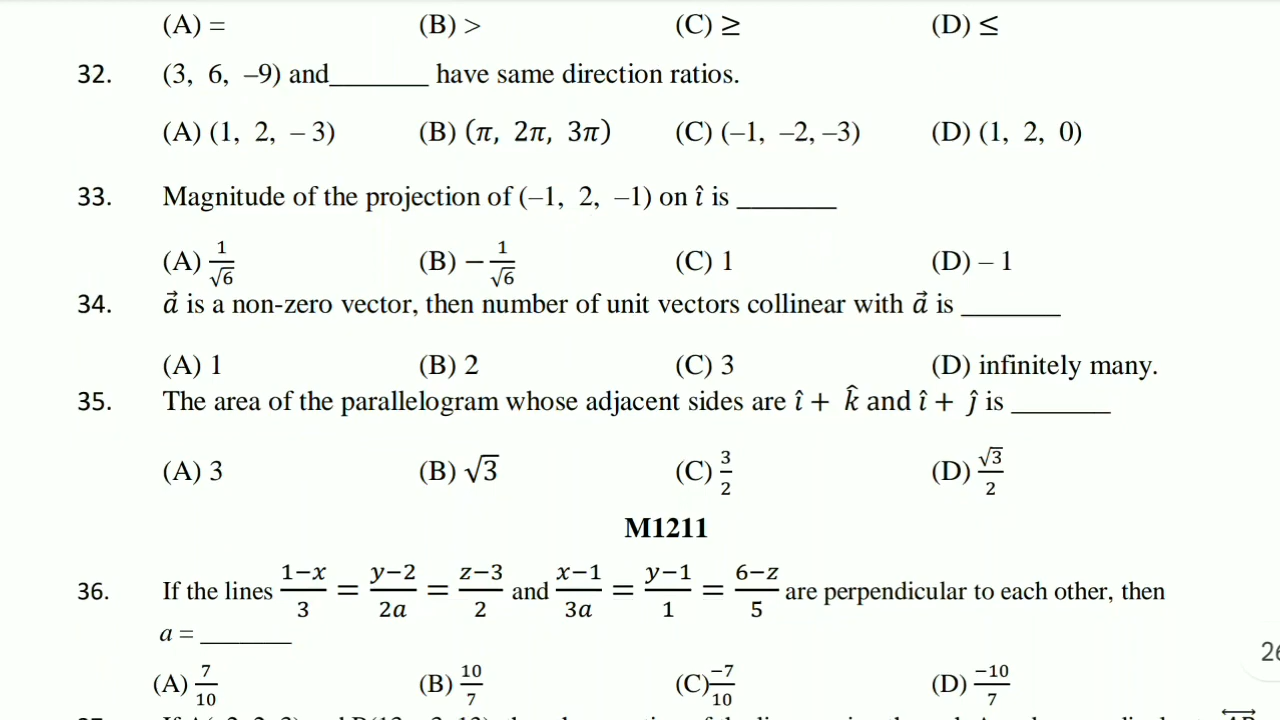 (A) = (B) > (C) ≥ (D) ≤
32. (3, 6, –9) and_______ have same direction ratios.
(A) (1, 2, – 3) (B) (π, 2π, 3π) (C) (–1, –2, –3) (D) (1, 2, 0)
33. Magnitude of the projection of (–1, 2, –1) on î is _______
(A) 1/√6 (B) – 1/√6 (C) 1 (D) – 1
34. a⃗ is a non-zero vector, then number of unit vectors collinear with a⃗ is _______
(A) 1 (B) 2 (C) 3 (D) infinitely many.
35. The area of the parallelogram whose adjacent sides are î + k̂ and î + ĵ is _______
(A) 3 (B) √3 (C) 3/2 (D) √3/2
M1211
36. If the lines (1−x)/3 = (y−2)/2a = (z−3)/2 and (x−1)/3a = (y−1)/1 = (6−z)/5 are perpendicular to each other, then
a = _______
26
(A) 7/10 (B) 10/7 (C) −7/10 (D) −10/7